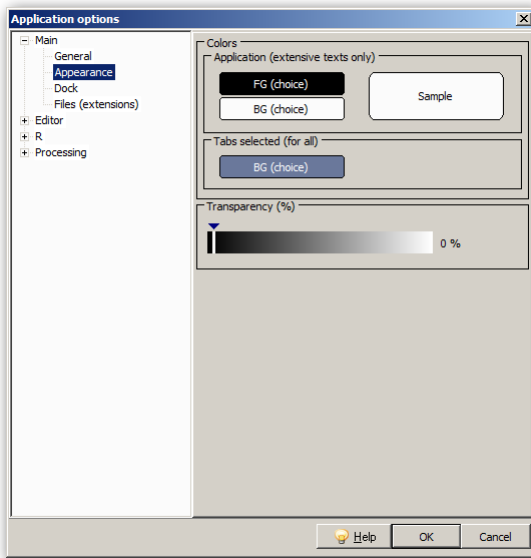 Application options
Main
General
Appearance
Dock
Files (extensions)
Editor
R
Processing
Colors
Application (extensive texts only)
FG (choice)
BG (choice)
Sample
Tabs selected (for all)
BG (choice)
Transparency (%)
0 %
Help
OK
Cancel